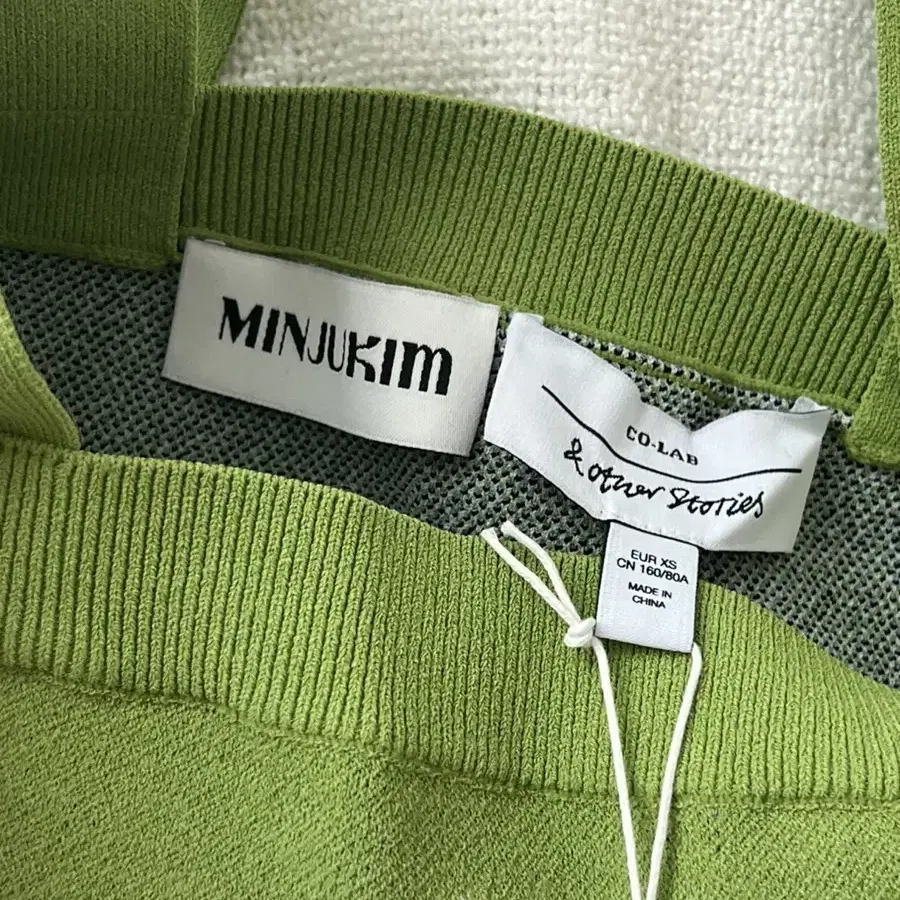 MINJUKIM
CO-LAB
& other Stories
EUR XS
CN 160/80A
MADE IN
CHINA